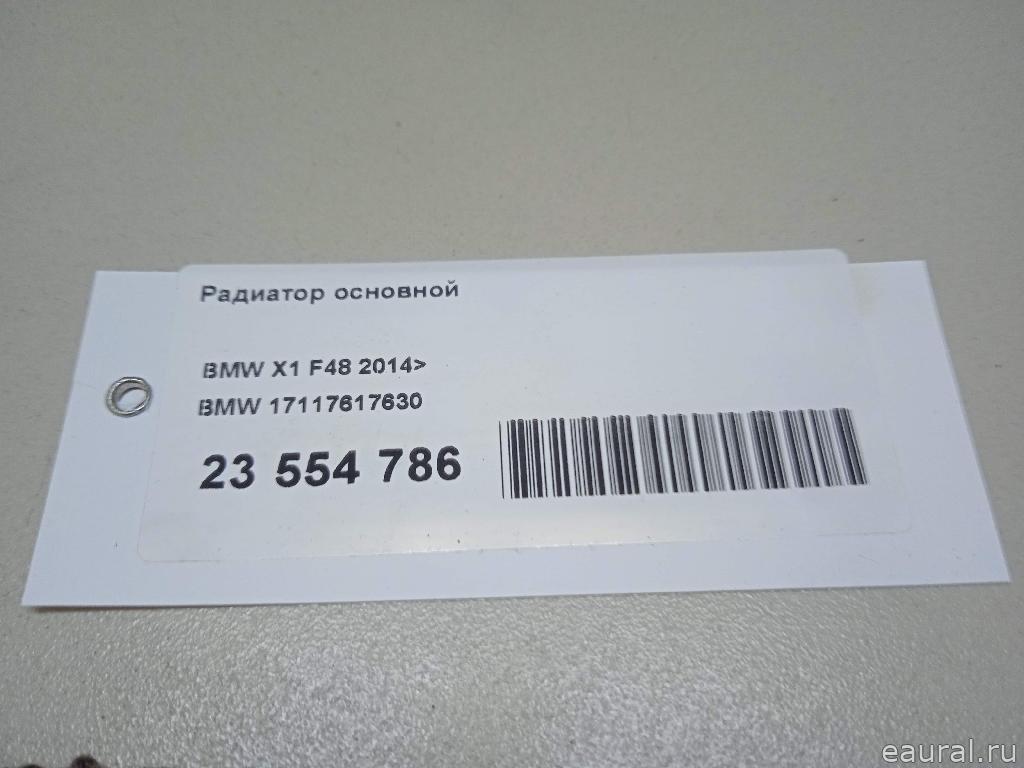 Радиатор основной
BMW X1 F48 2014>
BMW 17117617630
23 554 786
eaural.ru